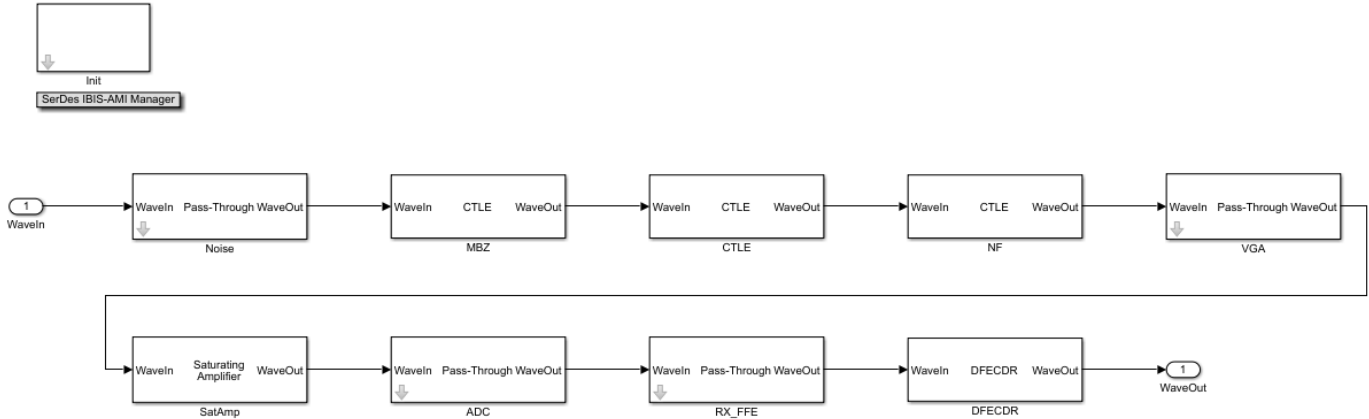 Init
SerDes IBIS-AMI Manager
1
WaveIn
WaveIn Pass-Through WaveOut
Noise
WaveIn CTLE WaveOut
MBZ
WaveIn CTLE WaveOut
CTLE
WaveIn CTLE WaveOut
NF
WaveIn Pass-Through WaveOut
VGA
WaveIn Saturating WaveOut
Amplifier
SatAmp
WaveIn Pass-Through WaveOut
ADC
WaveIn Pass-Through WaveOut
RX_FFE
WaveIn DFECDR WaveOut
DFECDR
1
WaveOut